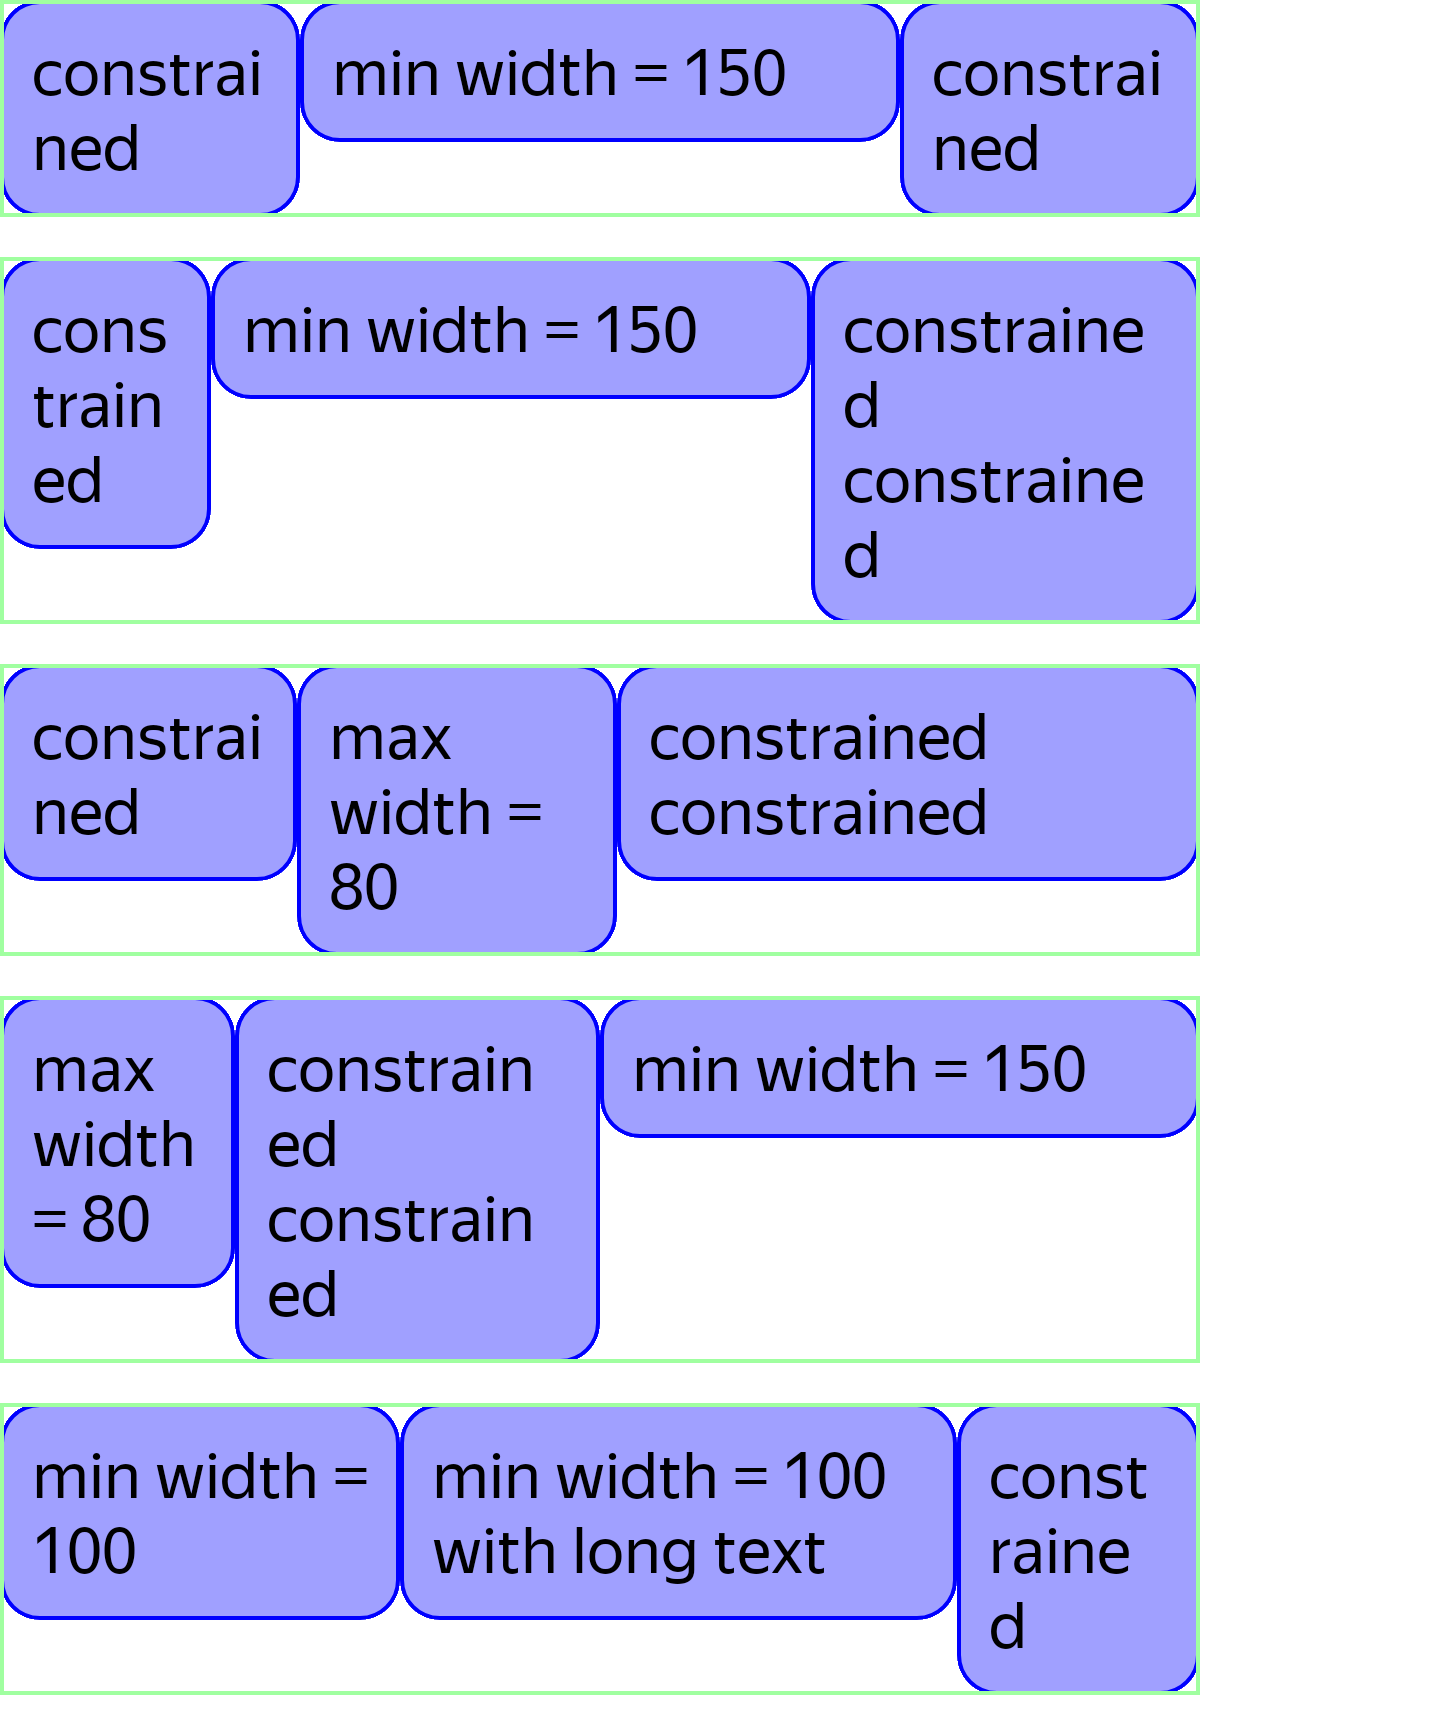 constrai
ned
min width = 150
constrai
ned
cons
train
ed
min width = 150
constraine
d
constraine
d
constrai
ned
max
width =
80
constrained
constrained
max
width
= 80
constrain
ed
constrain
ed
min width = 150
min width =
100
min width = 100
with long text
const
raine
d